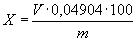 X = V·0,04904·100 / m